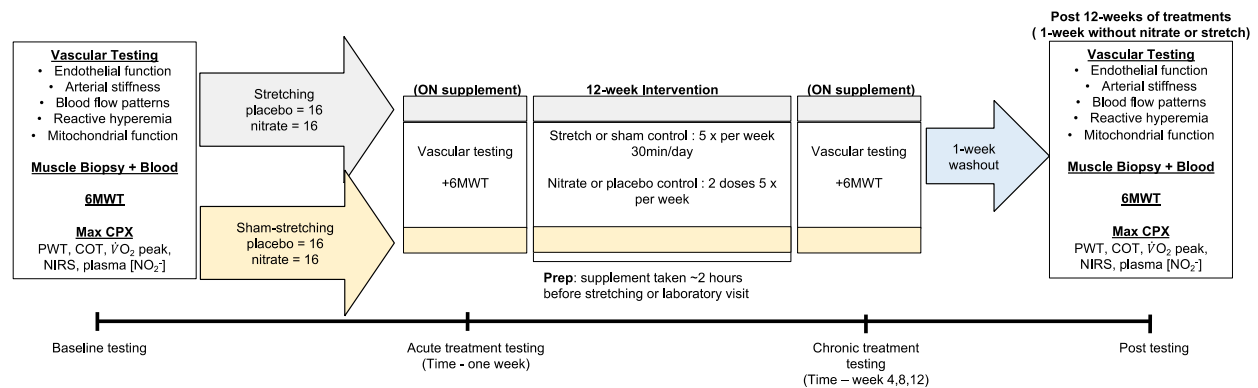 Vascular Testing
• Endothelial function
• Arterial stiffness
• Blood flow patterns
• Reactive hyperemia
• Mitochondrial function
Muscle Biopsy + Blood
6MWT
Max CPX
PWT, COT, V̇O₂ peak,
NIRS, plasma [NO₂⁻]
Stretching
placebo = 16
nitrate = 16
Sham-stretching
placebo = 16
nitrate = 16
(ON supplement)
Vascular testing
+6MWT
12-week Intervention
Stretch or sham control : 5 x per week
30min/day
Nitrate or placebo control : 2 doses 5 x
per week
Prep: supplement taken ~2 hours
before stretching or laboratory visit
(ON supplement)
Vascular testing
+6MWT
1-week
washout
Post 12-weeks of treatments
( 1-week without nitrate or stretch)
Vascular Testing
• Endothelial function
• Arterial stiffness
• Blood flow patterns
• Reactive hyperemia
• Mitochondrial function
Muscle Biopsy + Blood
6MWT
Max CPX
PWT, COT, V̇O₂ peak,
NIRS, plasma [NO₂⁻]
Baseline testing
Acute treatment testing
(Time - one week)
Chronic treatment
testing
(Time – week 4,8,12)
Post testing